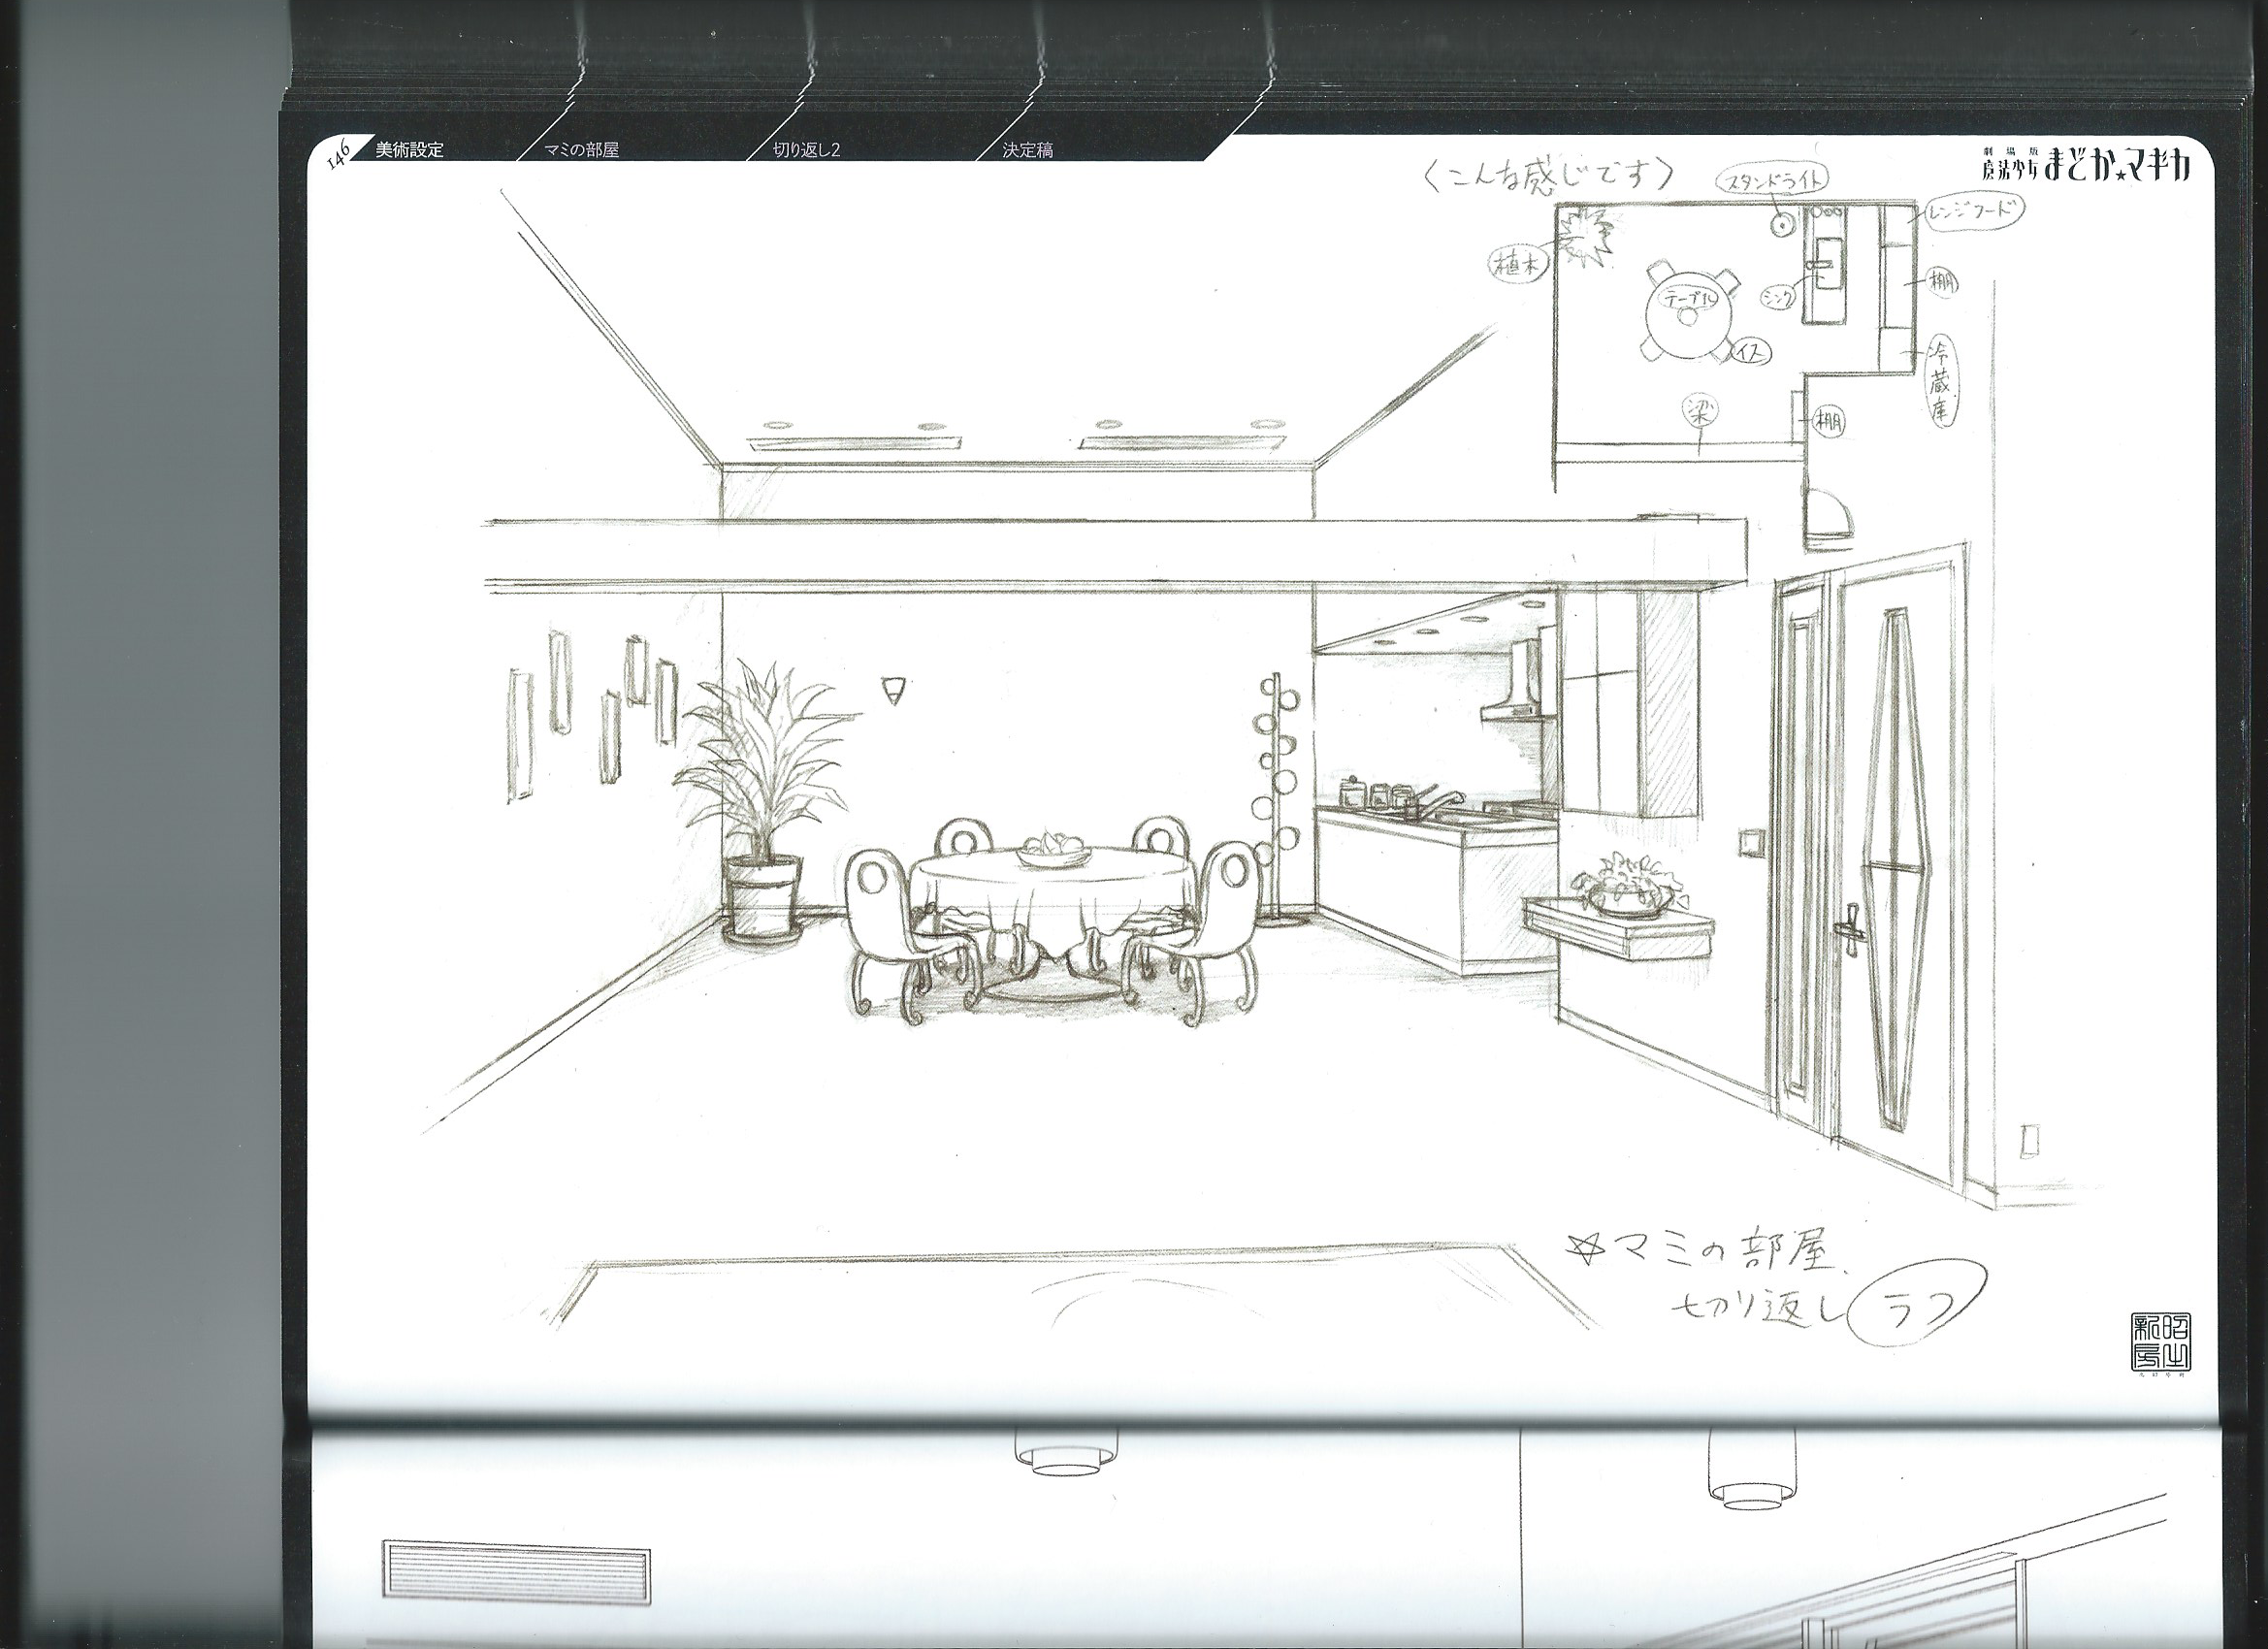 146
美術設定
マミの部屋
切り返し2
決定稿
劇場版
魔法少女まどか★マギカ
〈こんな感じです〉
スタンドライト
レンジフード
植木
テーブル
シンク
棚
イス
冷蔵庫
梁
棚
☆マミの部屋
切り返し ラフ
新房昭之